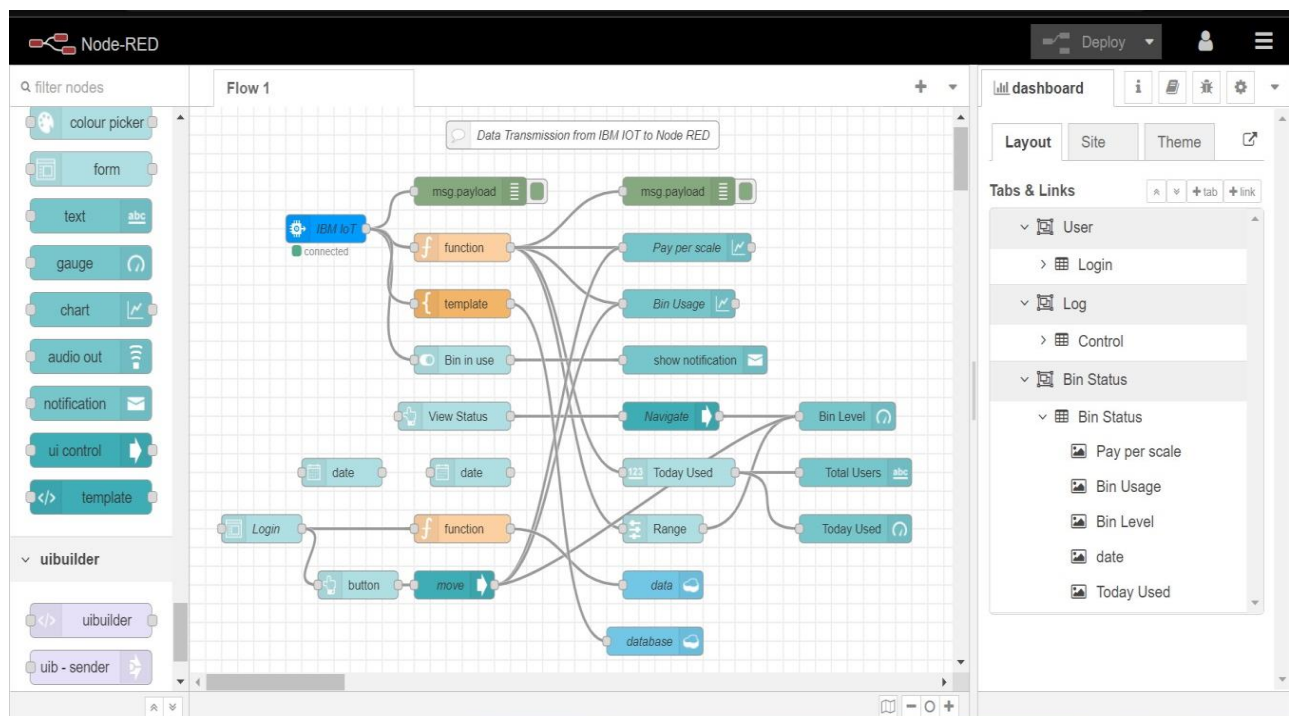 Node-RED
Deploy
filter nodes
Flow 1
dashboard
i
colour picker
form
text
abc
gauge
chart
audio out
notification
ui control
template
uibuilder
uibuilder
uib - sender
Data Transmission from IBM IOT to Node RED
msg.payload
msg.payload
IBM IoT
connected
function
Pay per scale
template
Bin Usage
Bin in use
show notification
View Status
Navigate
Bin Level
date
date
123
Today Used
Total Users
abc
Login
function
Range
Today Used
button
move
data
database
Layout
Site
Theme
Tabs & Links
+tab
+link
User
Login
Log
Control
Bin Status
Bin Status
Pay per scale
Bin Usage
Bin Level
date
Today Used